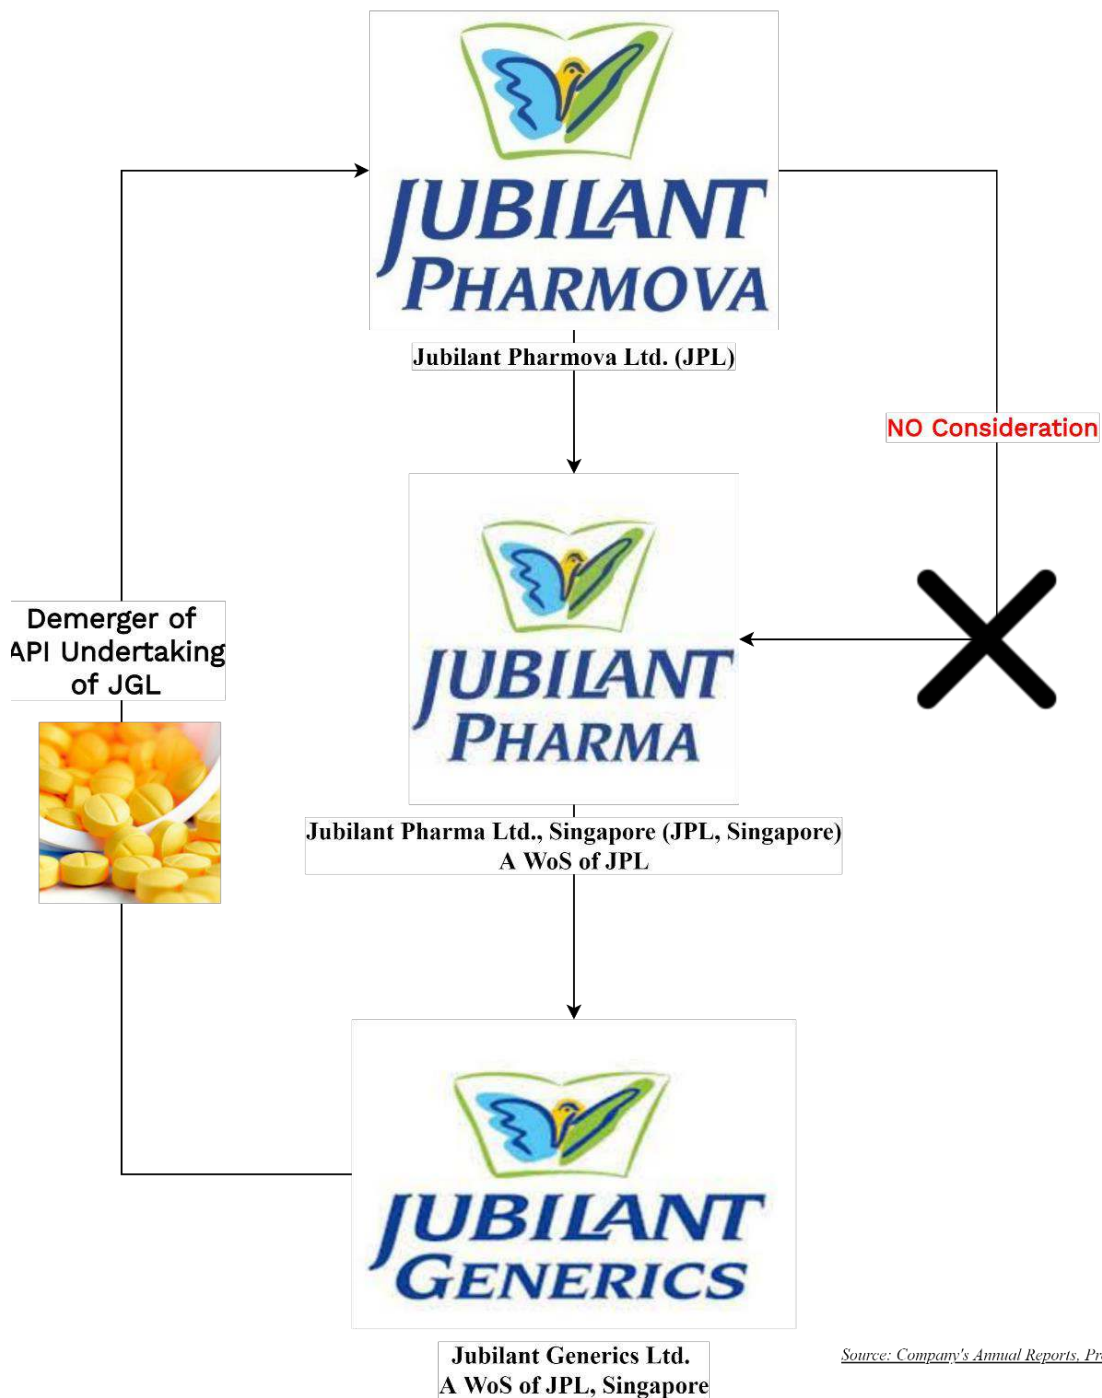 JUBILANT
PHARMOVA
Jubilant Pharmova Ltd. (JPL)
NO Consideration
JUBILANT
PHARMA
Demerger of
API Undertaking
of JGL
Jubilant Pharma Ltd., Singapore (JPL, Singapore)
A WoS of JPL
JUBILANT
GENERICS
Jubilant Generics Ltd.
A WoS of JPL, Singapore
Source: Company's Annual Reports,